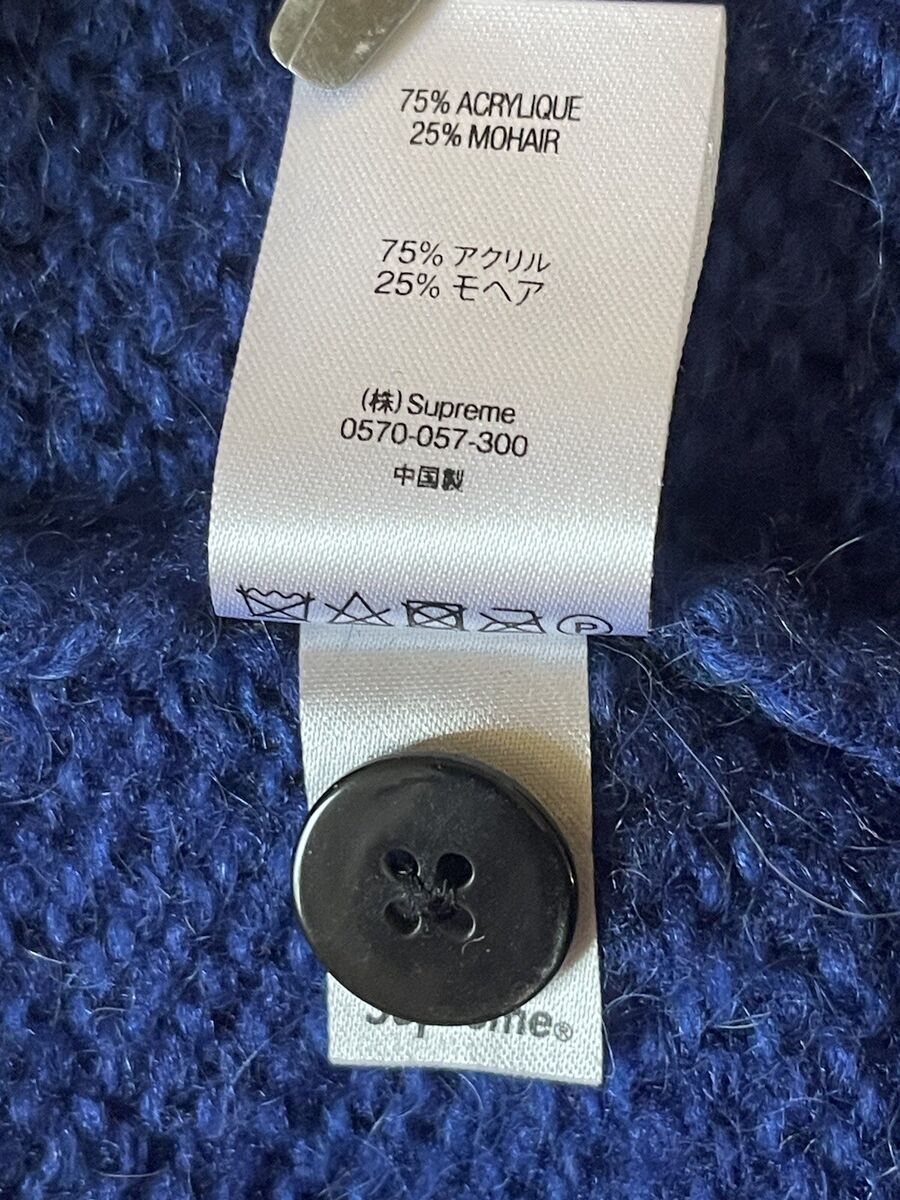 75% ACRYLIQUE
25% MOHAIR
75% アクリル
25% モヘア
(株) Supreme
0570-057-300
中国製
P
Supreme®